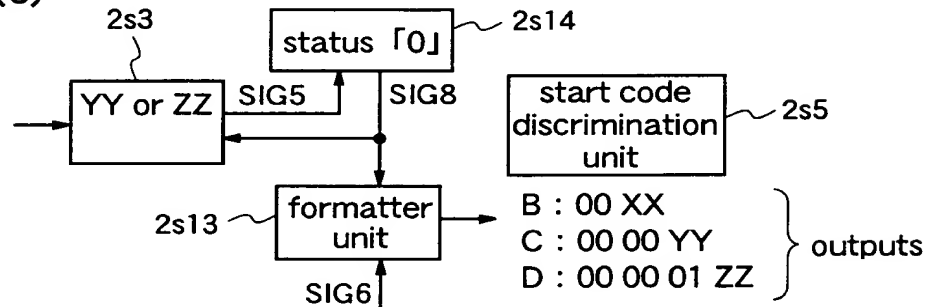 2s3
2s14
status「0」
YY or ZZ
SIG5
SIG8
start code
discrimination
unit
2s5
2s13
formatter
unit
SIG6
B : 00 XX
C : 00 00 YY
D : 00 00 01 ZZ
outputs